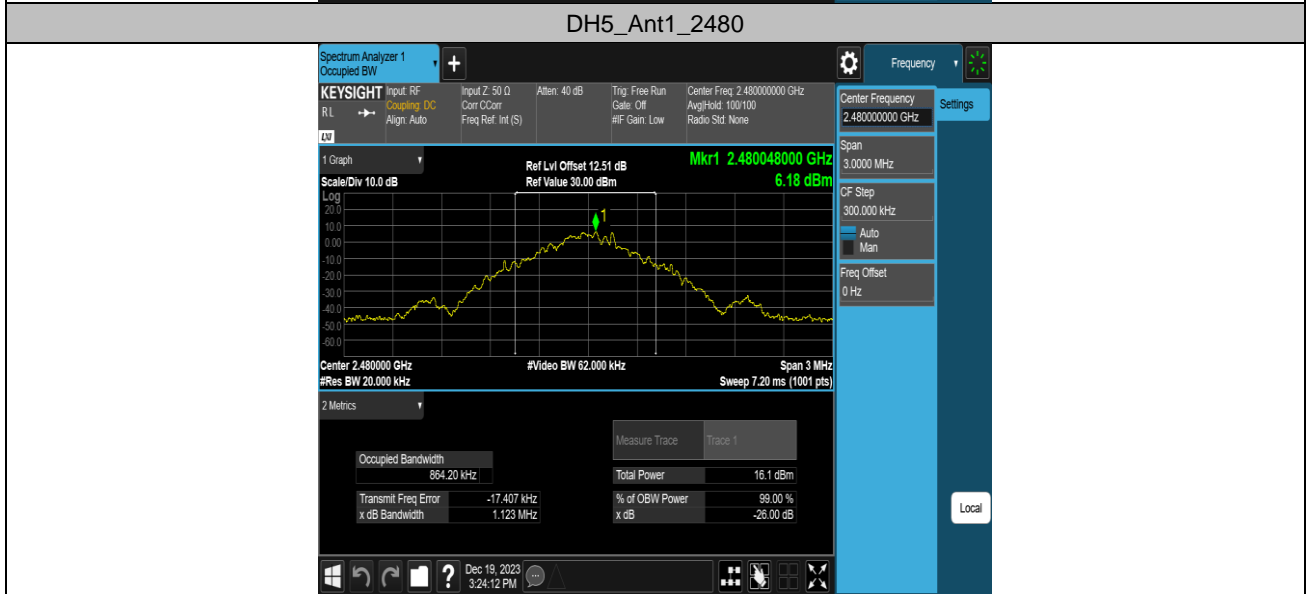 DH5_Ant1_2480
Spectrum Analyzer 1
Occupied BW
+
Frequency
KEYSIGHT
RL
LXI
Input: RF
Coupling: DC
Align: Auto
Input Z: 50 Ω
Corr CCorr
Freq Ref: Int (S)
Atten: 40 dB
Trig: Free Run
Gate: Off
#IF Gain: Low
Center Freq: 2.480000000 GHz
Avg|Hold: 100/100
Radio Std: None
Center Frequency
2.480000000 GHz
Settings
Span
3.0000 MHz
CF Step
300.000 kHz
Auto
Man
Freq Offset
0 Hz
Local
1 Graph
Scale/Div 10.0 dB
Ref Lvl Offset 12.51 dB
Ref Value 30.00 dBm
Mkr1 2.480048000 GHz
6.18 dBm
Log
20.0
10.0
0.00
-10.0
-20.0
-30.0
-40.0
-50.0
-60.0
1
Center 2.480000 GHz
#Res BW 20.000 kHz
#Video BW 62.000 kHz
Span 3 MHz
Sweep 7.20 ms (1001 pts)
2 Metrics
Measure Trace Trace 1
Occupied Bandwidth
864.20 kHz
Total Power 16.1 dBm
Transmit Freq Error -17.407 kHz
% of OBW Power 99.00 %
x dB Bandwidth 1.123 MHz
x dB -26.00 dB
?
Dec 19, 2023
3:24:12 PM